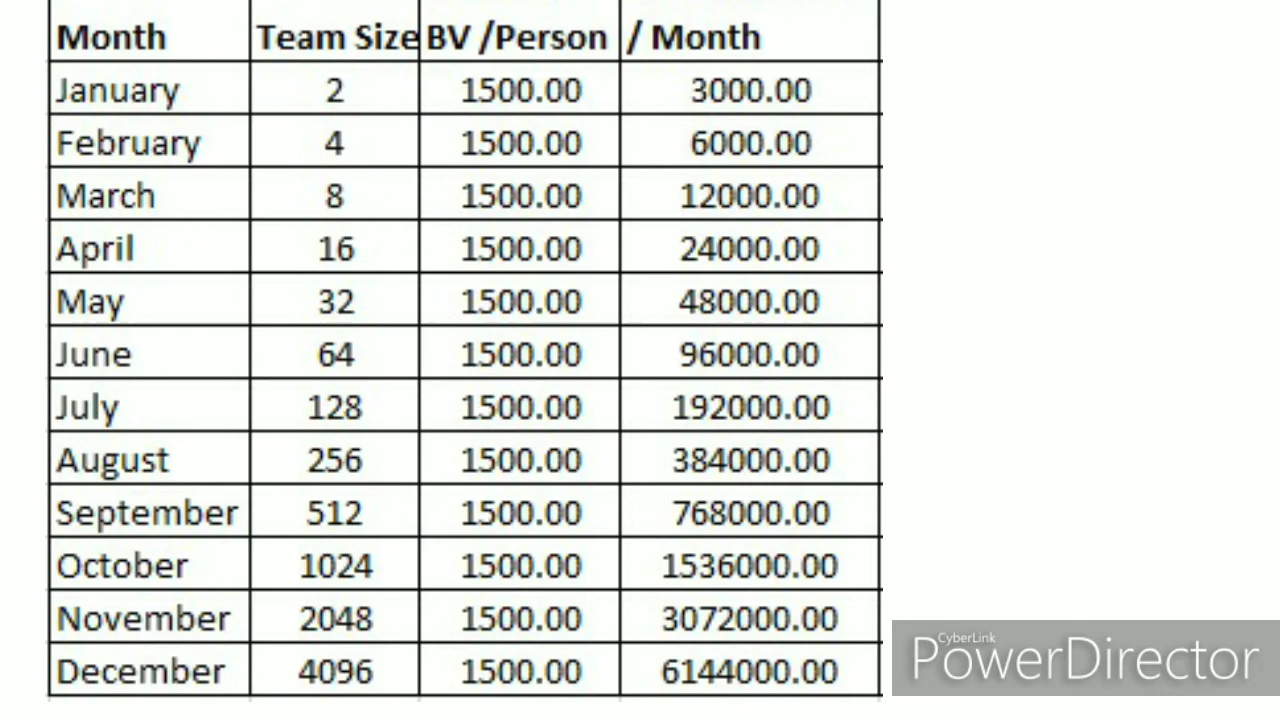 Month Team Size BV /Person / Month
January 2 1500.00 3000.00
February 4 1500.00 6000.00
March 8 1500.00 12000.00
April 16 1500.00 24000.00
May 32 1500.00 48000.00
June 64 1500.00 96000.00
July 128 1500.00 192000.00
August 256 1500.00 384000.00
September 512 1500.00 768000.00
October 1024 1500.00 1536000.00
November 2048 1500.00 3072000.00
December 4096 1500.00 6144000.00
CyberLink
PowerDirector